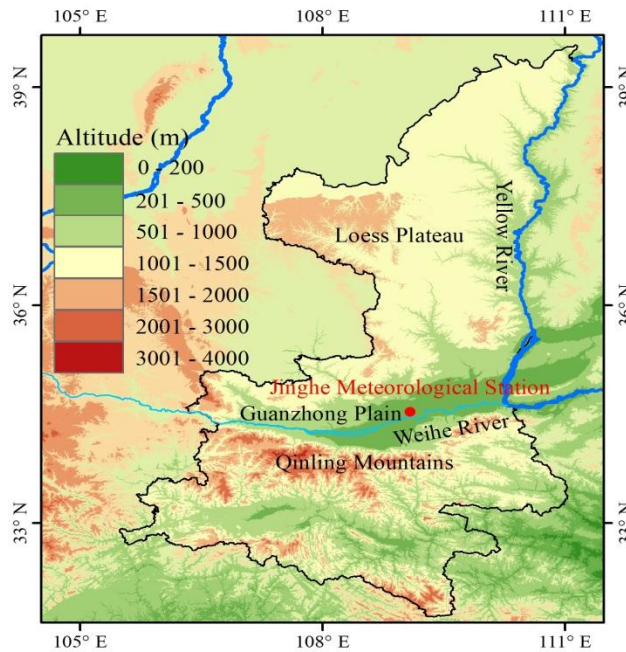 105° E 108° E 111° E
39° N 39° N
Altitude (m)
0 - 200
201 - 500
501 - 1000
1001 - 1500
1501 - 2000
2001 - 3000
3001 - 4000
Loess Plateau
Yellow River
36° N 36° N
Jinghe Meteorological Station
Guanzhong Plain
Weihe River
Qinling Mountains
33° N 33° N
105° E 108° E 111° E